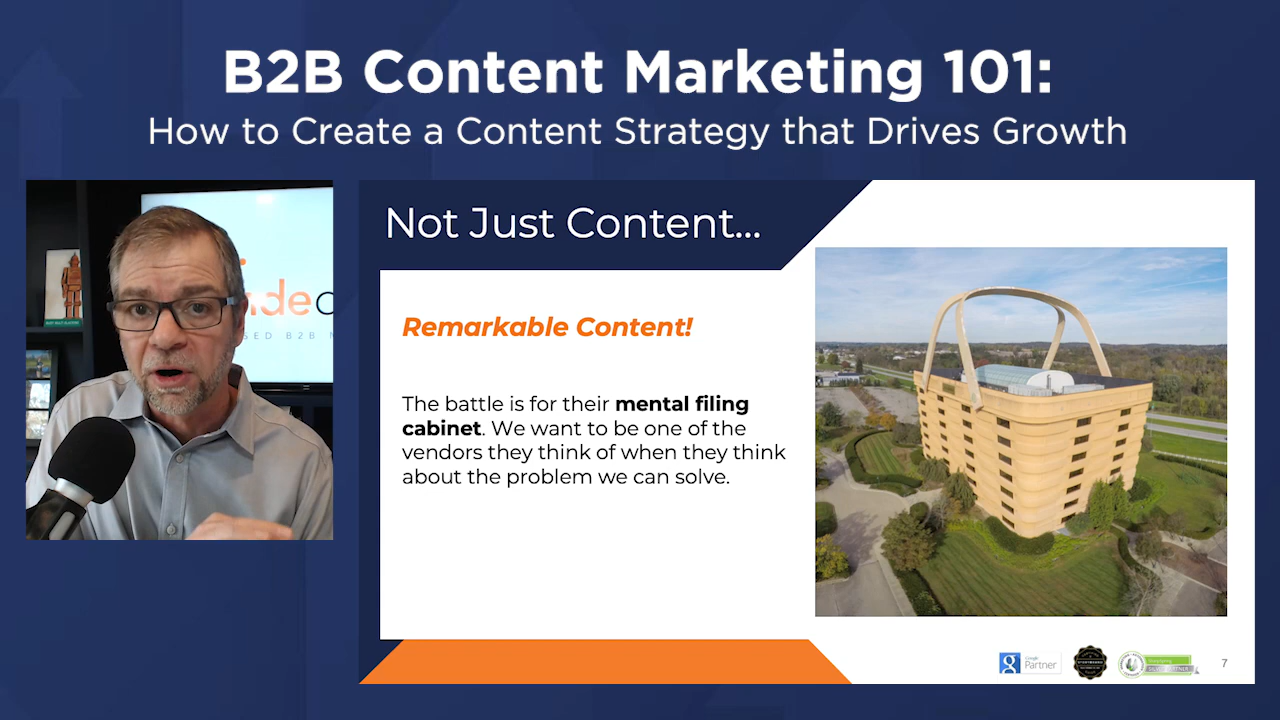 B2B Content Marketing 101:
How to Create a Content Strategy that Drives Growth
Not Just Content...
Remarkable Content!
The battle is for their mental filing
cabinet. We want to be one of the
vendors they think of when they think
about the problem we can solve.
Google
Partner
7